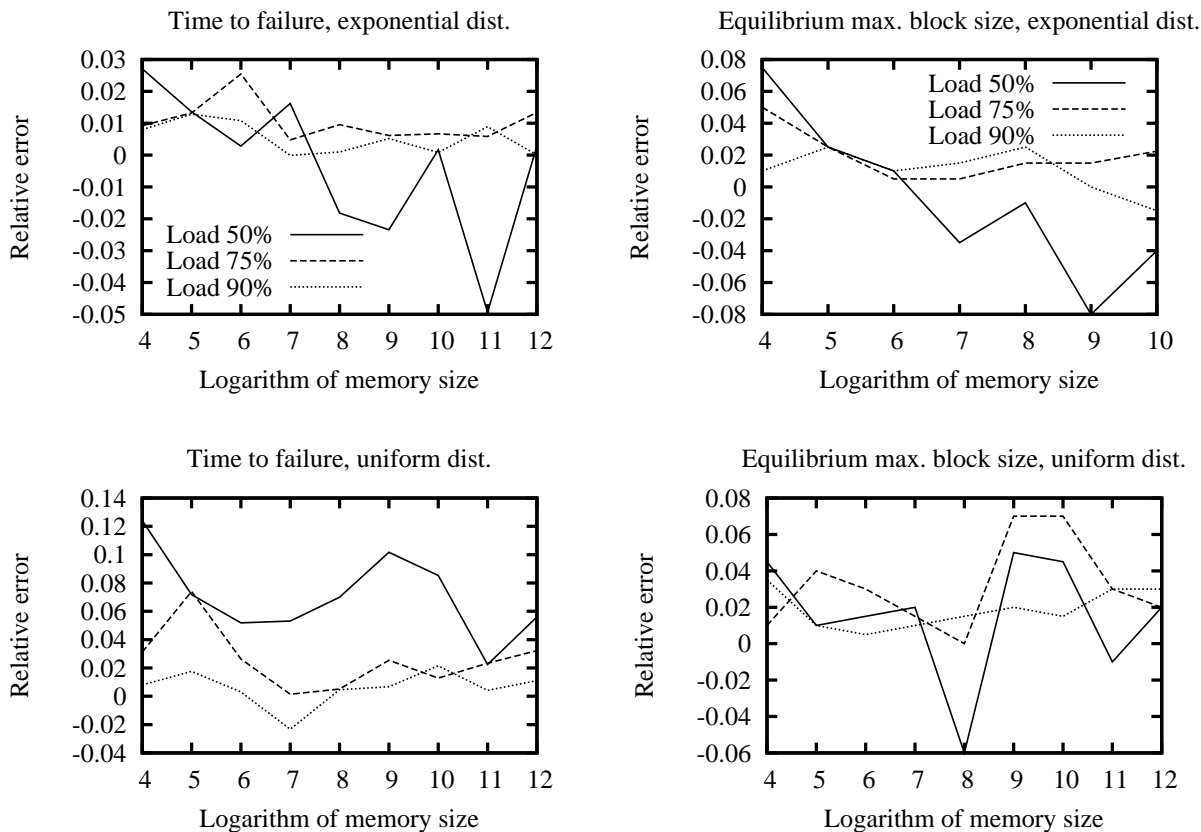 Time to failure, exponential dist.
Relative error
0.03
0.02
0.01
0
-0.01
-0.02
-0.03
-0.04
-0.05
Load 50%
Load 75%
Load 90%
4 5 6 7 8 9 10 11 12
Logarithm of memory size
Equilibrium max. block size, exponential dist.
Relative error
0.08
0.06
0.04
0.02
0
-0.02
-0.04
-0.06
-0.08
Load 50%
Load 75%
Load 90%
4 5 6 7 8 9 10
Logarithm of memory size
Time to failure, uniform dist.
Relative error
0.14
0.12
0.1
0.08
0.06
0.04
0.02
0
-0.02
-0.04
4 5 6 7 8 9 10 11 12
Logarithm of memory size
Equilibrium max. block size, uniform dist.
Relative error
0.08
0.06
0.04
0.02
0
-0.02
-0.04
-0.06
4 5 6 7 8 9 10 11 12
Logarithm of memory size